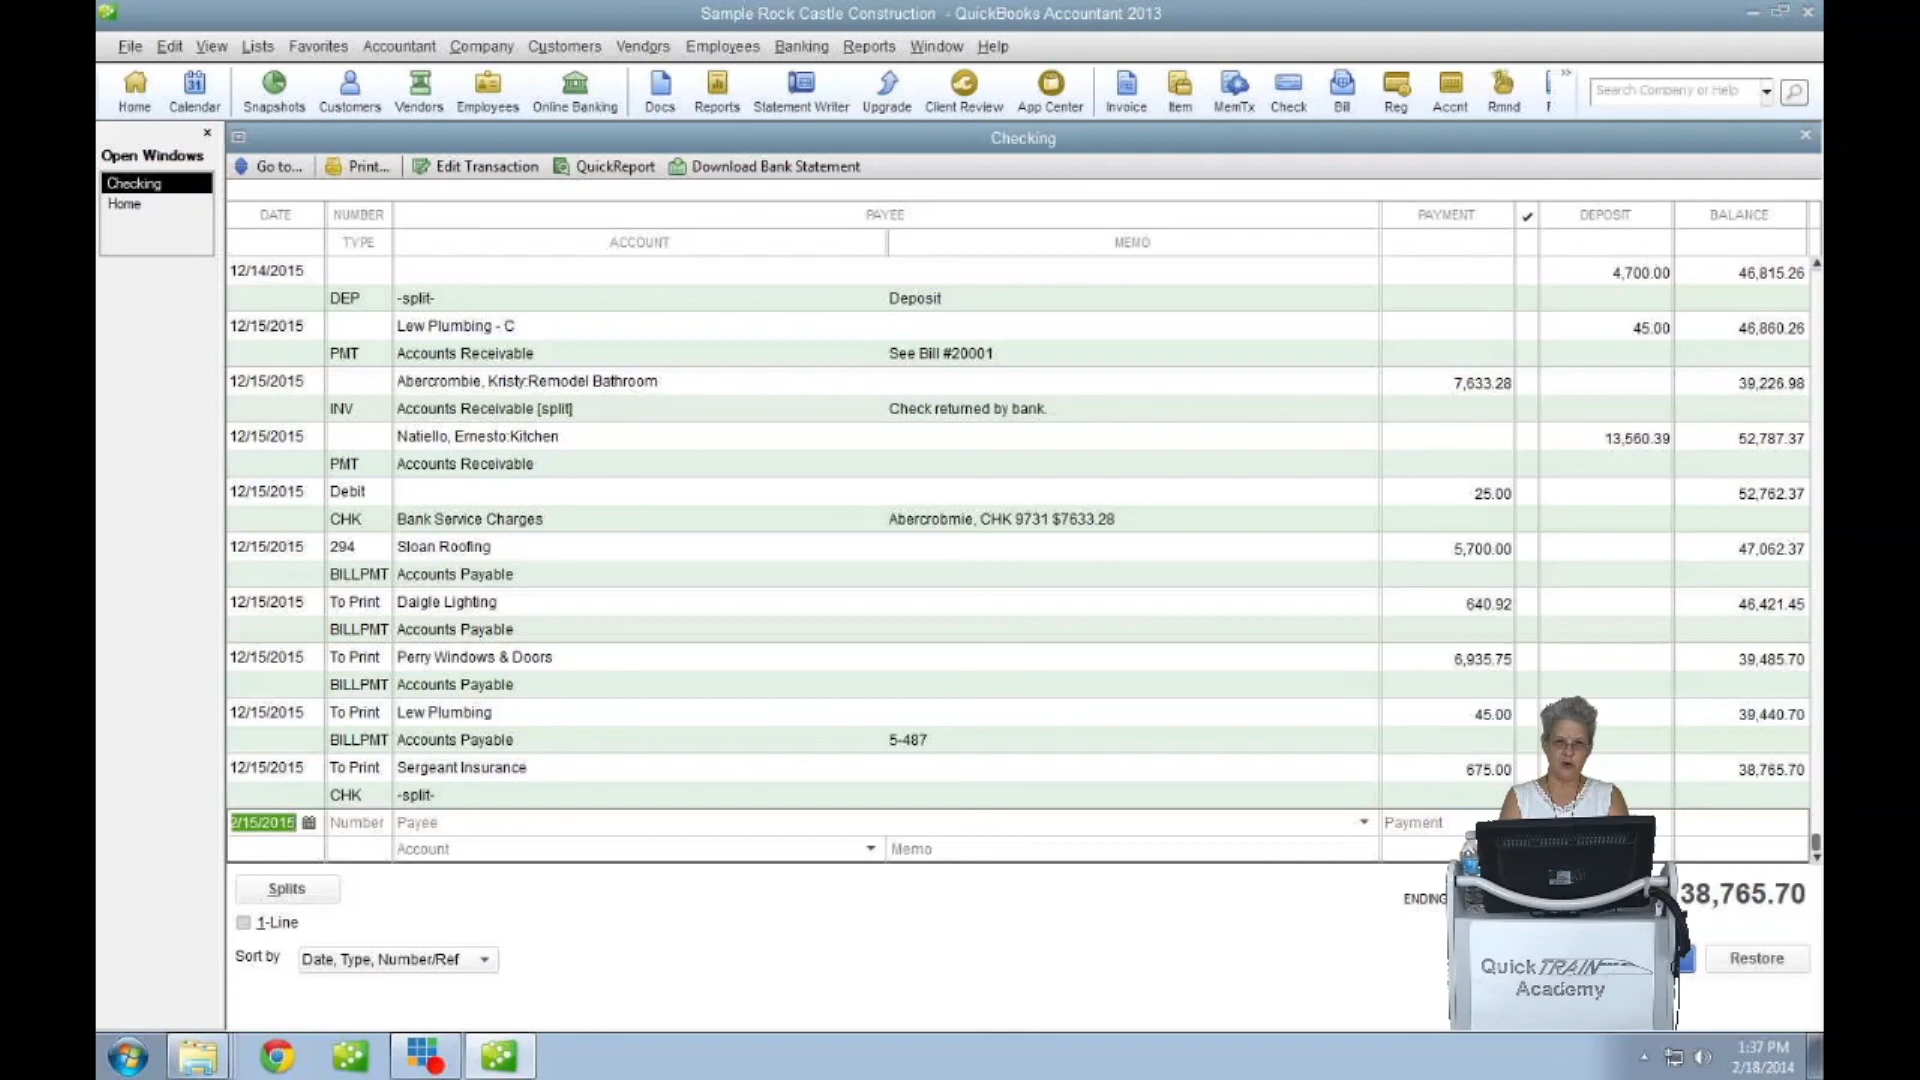 Sample Rock Castle Construction - QuickBooks Accountant 2013
File Edit View Lists Favorites Accountant Company Customers Vendors Employees Banking Reports Window Help
Home Calendar Snapshots Customers Vendors Employees Online Banking Docs Reports Statement Writer Upgrade Client Review App Center Invoice Item MemTx Check Bill Reg Accnt Rmnd
Search Company or Help
Open Windows
Checking
Home
Checking
Go to... Print... Edit Transaction QuickReport Download Bank Statement
DATE NUMBER PAYEE PAYMENT ✔ DEPOSIT BALANCE
TYPE ACCOUNT MEMO
12/14/2015 4,700.00 46,815.26
DEP -split- Deposit
12/15/2015 Lew Plumbing - C 45.00 46,860.26
PMT Accounts Receivable See Bill #20001
12/15/2015 Abercrombie, Kristy:Remodel Bathroom 7,633.28 39,226.98
INV Accounts Receivable [split] Check returned by bank.
12/15/2015 Natiello, Ernesto:Kitchen 13,560.39 52,787.37
PMT Accounts Receivable
12/15/2015 Debit 25.00 52,762.37
CHK Bank Service Charges Abercrobmie, CHK 9731 $7633.28
12/15/2015 294 Sloan Roofing 5,700.00 47,062.37
BILLPMT Accounts Payable
12/15/2015 To Print Daigle Lighting 640.92 46,421.45
BILLPMT Accounts Payable
12/15/2015 To Print Perry Windows & Doors 6,935.75 39,485.70
BILLPMT Accounts Payable
12/15/2015 To Print Lew Plumbing 45.00 39,440.70
BILLPMT Accounts Payable 5-487
12/15/2015 To Print Sergeant Insurance 675.00 38,765.70
CHK -split-
2/15/2015 Number Payee Payment
Account Memo
Splits
ENDING 38,765.70
1-Line
Sort by Date, Type, Number/Ref
Restore
QuickTRAIN
Academy
1:37 PM
2/18/2014